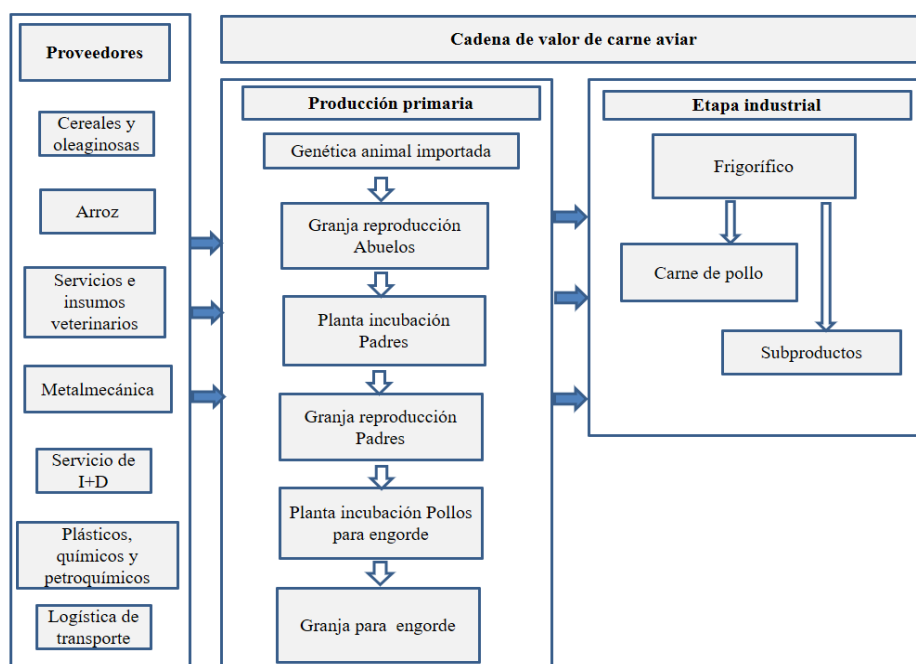 Proveedores
Cereales y
oleaginosas
Arroz
Servicios e
insumos
veterinarios
Metalmecánica
Servicio de
I+D
Plásticos,
químicos y
petroquímicos
Logística de
transporte
Cadena de valor de carne aviar
Producción primaria
Genética animal importada
Granja reproducción
Abuelos
Planta incubación
Padres
Granja reproducción
Padres
Planta incubación Pollos
para engorde
Granja para engorde
Etapa industrial
Frigorífico
Carne de pollo
Subproductos